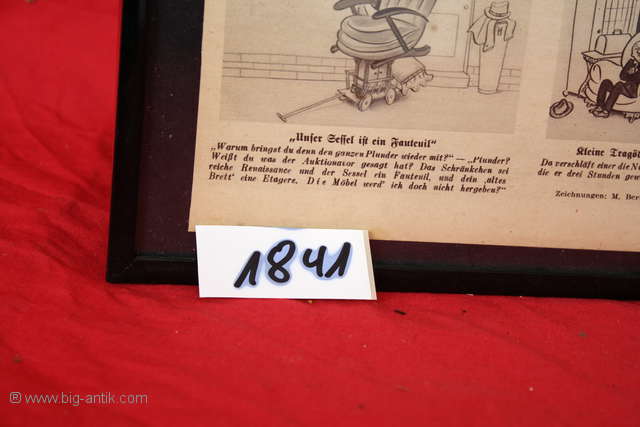 „Unser Sessel ist ein Fauteuil“
„Warum bringst du denn den ganzen Plunder wieder mit?“ — „Plunder?
Weißt du was der Auktionator gesagt hat? Das Schränkchen sei
reiche Renaissance und der Sessel ein Fauteuil, und dein ‚altes
Brett‘ eine Etagere. Die Möbel werd’ ich doch nicht hergeben?“
Kleine Tragö
Da verschläft einer die N
die er drei Stunden gew
Zeichnungen: M. Ber
1841
® www.big-antik.com